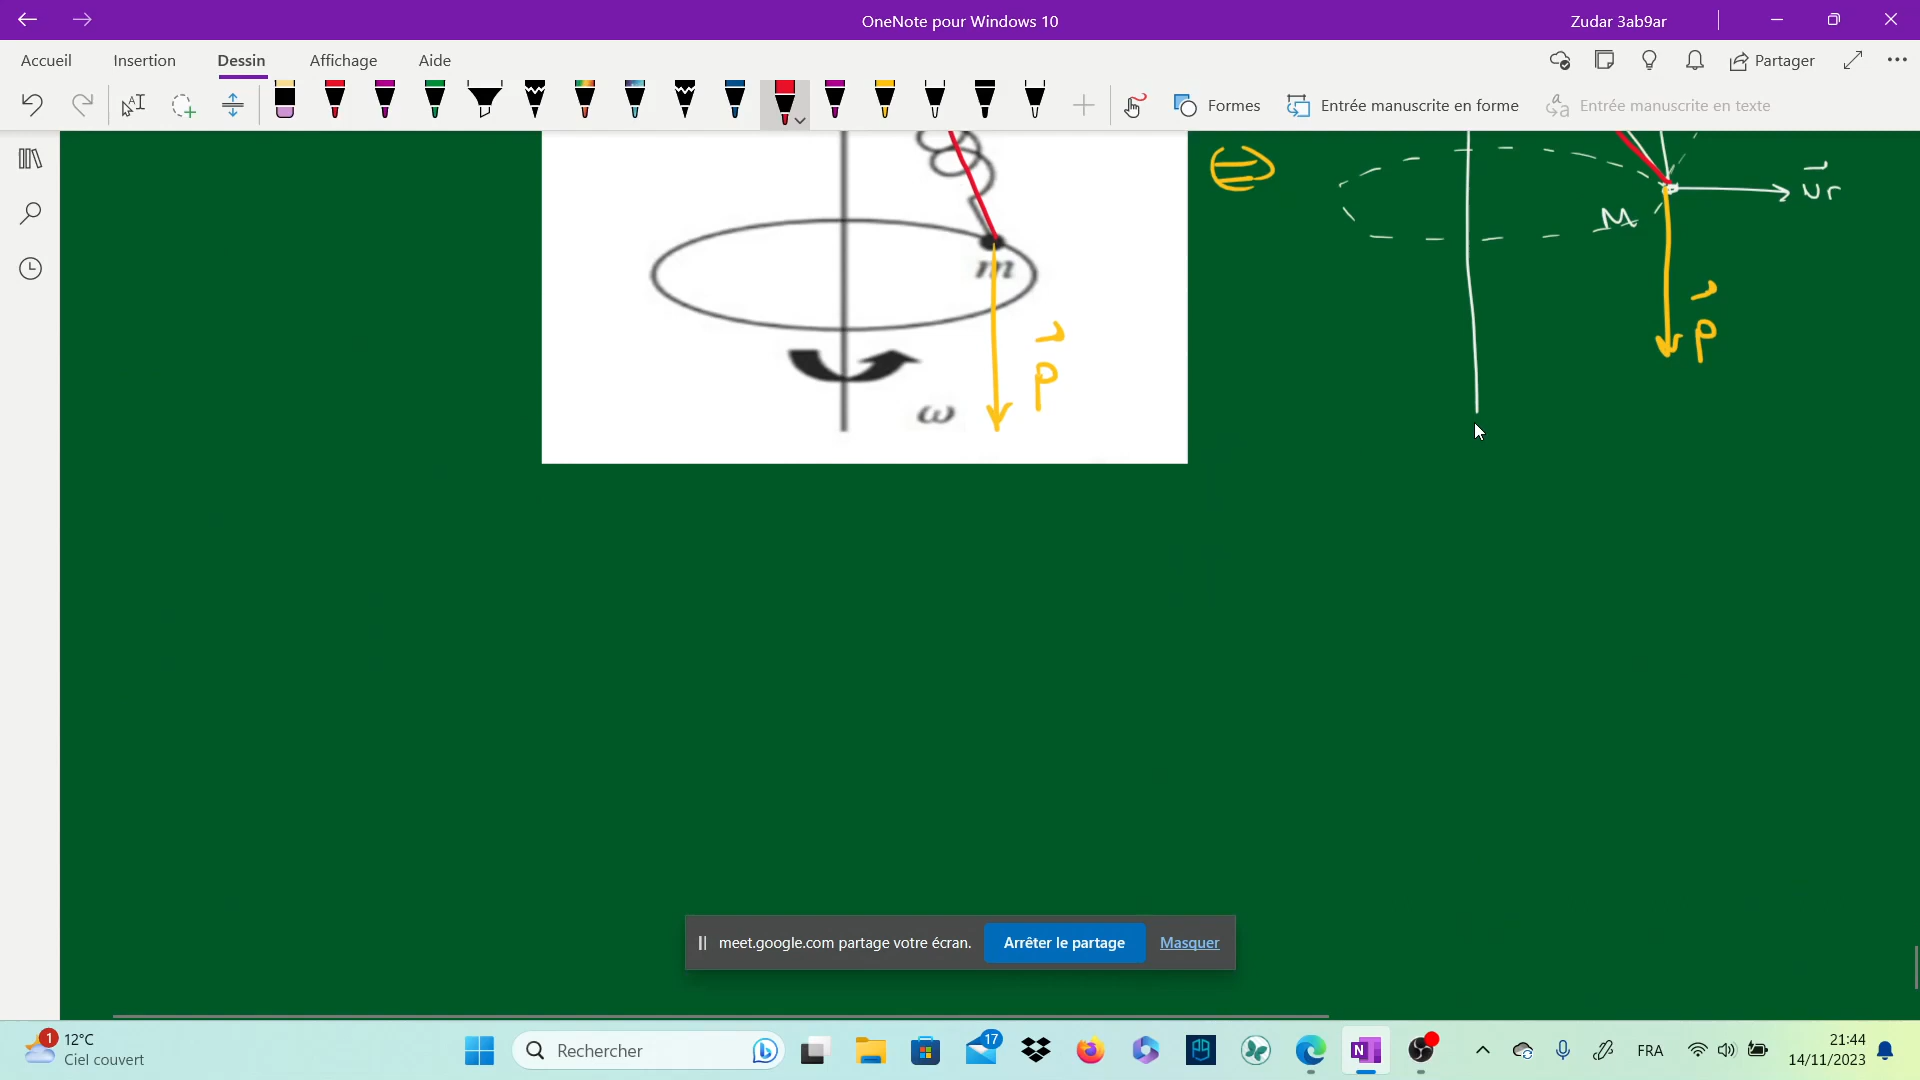 OneNote pour Windows 10
Zudar 3ab9ar
Accueil Insertion Dessin Affichage Aide
Partager
Formes
Entrée manuscrite en forme
Entrée manuscrite en texte
m
p
ω
M
ur
p
meet.google.com partage votre écran. Arrêter le partage Masquer
1
12°C
Ciel couvert
Rechercher
17
FRA
21:44
14/11/2023